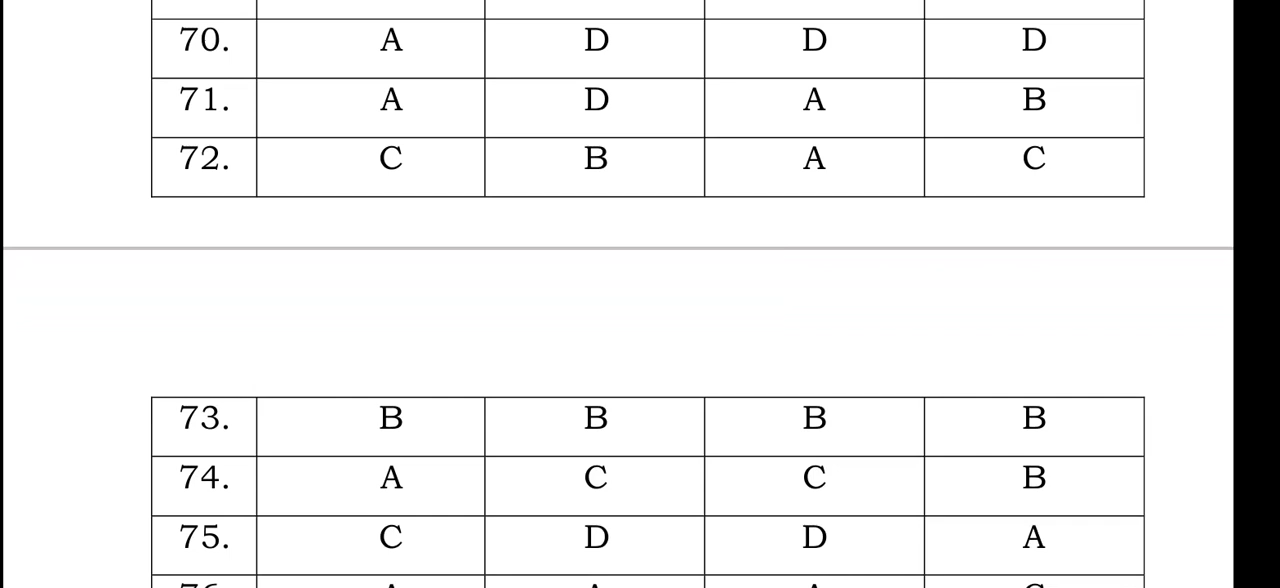 70. A D D D
71. A D A B
72. C B A C
73. B B B B
74. A C C B
75. C D D A